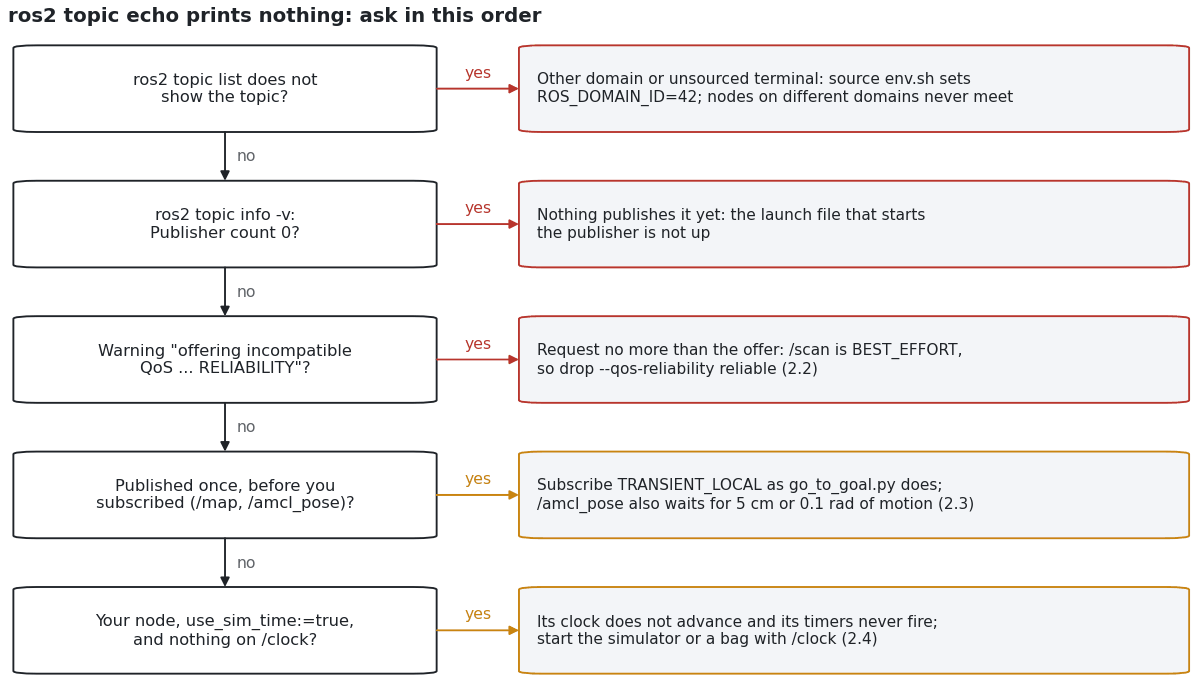 ros2 topic echo prints nothing: ask in this order
ros2 topic list does not
show the topic?
yes
Other domain or unsourced terminal: source env.sh sets
ROS_DOMAIN_ID=42; nodes on different domains never meet
no
ros2 topic info -v:
Publisher count 0?
yes
Nothing publishes it yet: the launch file that starts
the publisher is not up
no
Warning "offering incompatible
QoS ... RELIABILITY"?
yes
Request no more than the offer: /scan is BEST_EFFORT,
so drop --qos-reliability reliable (2.2)
no
Published once, before you
subscribed (/map, /amcl_pose)?
yes
Subscribe TRANSIENT_LOCAL as go_to_goal.py does;
/amcl_pose also waits for 5 cm or 0.1 rad of motion (2.3)
no
Your node, use_sim_time:=true,
and nothing on /clock?
yes
Its clock does not advance and its timers never fire;
start the simulator or a bag with /clock (2.4)